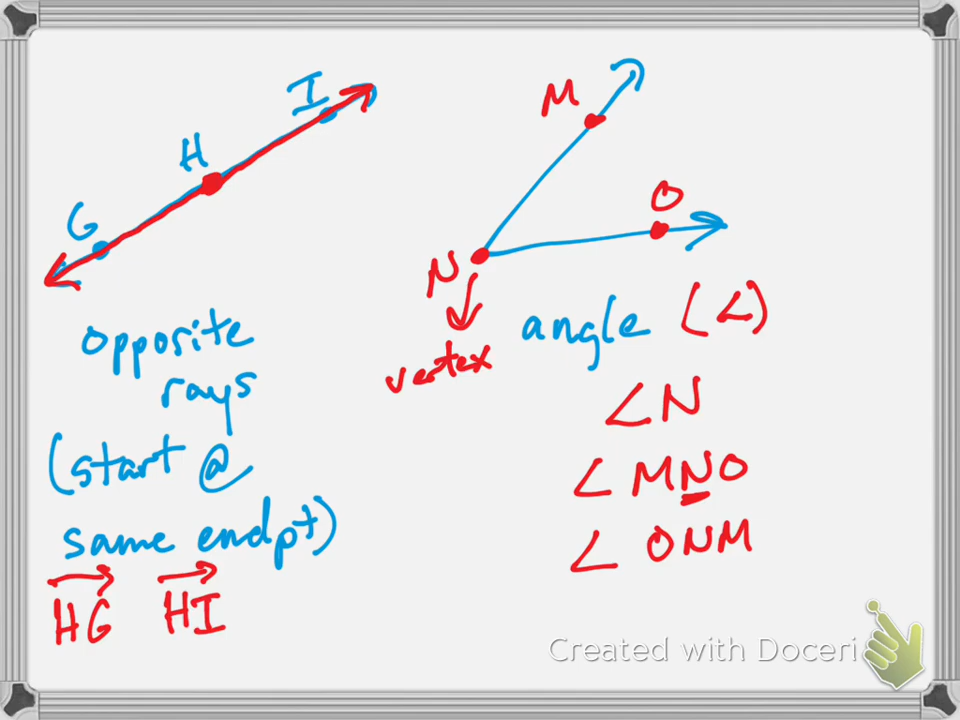 I
H
G
opposite
rays
(start @
same endpt)
HG HI
M
O
N
vertex
angle (∠)
∠N
∠MNO
∠ONM
Created with Doceri